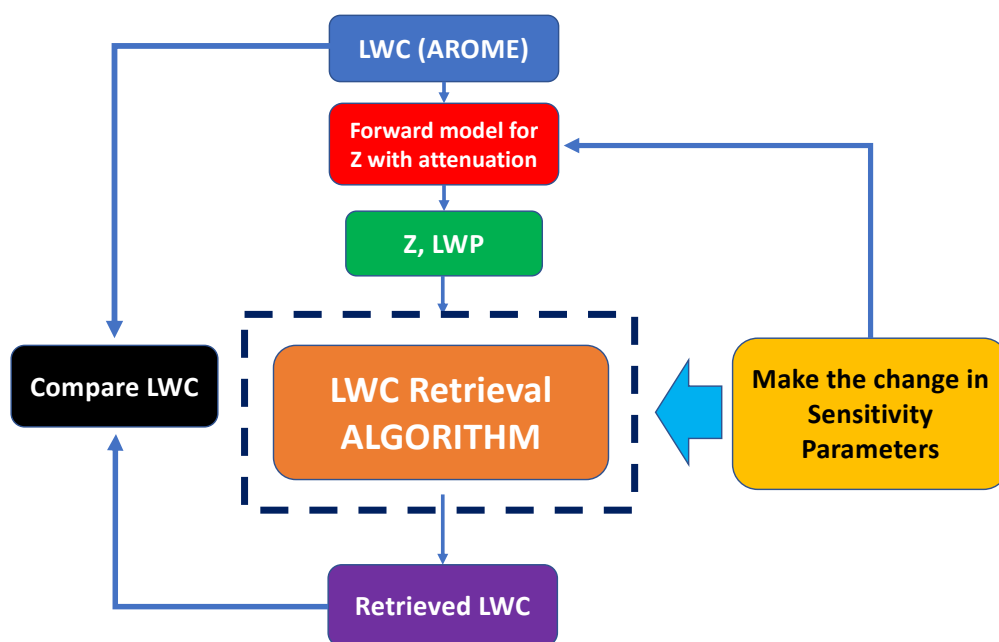 LWC (AROME)
Forward model for
Z with attenuation
Z, LWP
LWC Retrieval
ALGORITHM
Compare LWC
Make the change in
Sensitivity
Parameters
Retrieved LWC